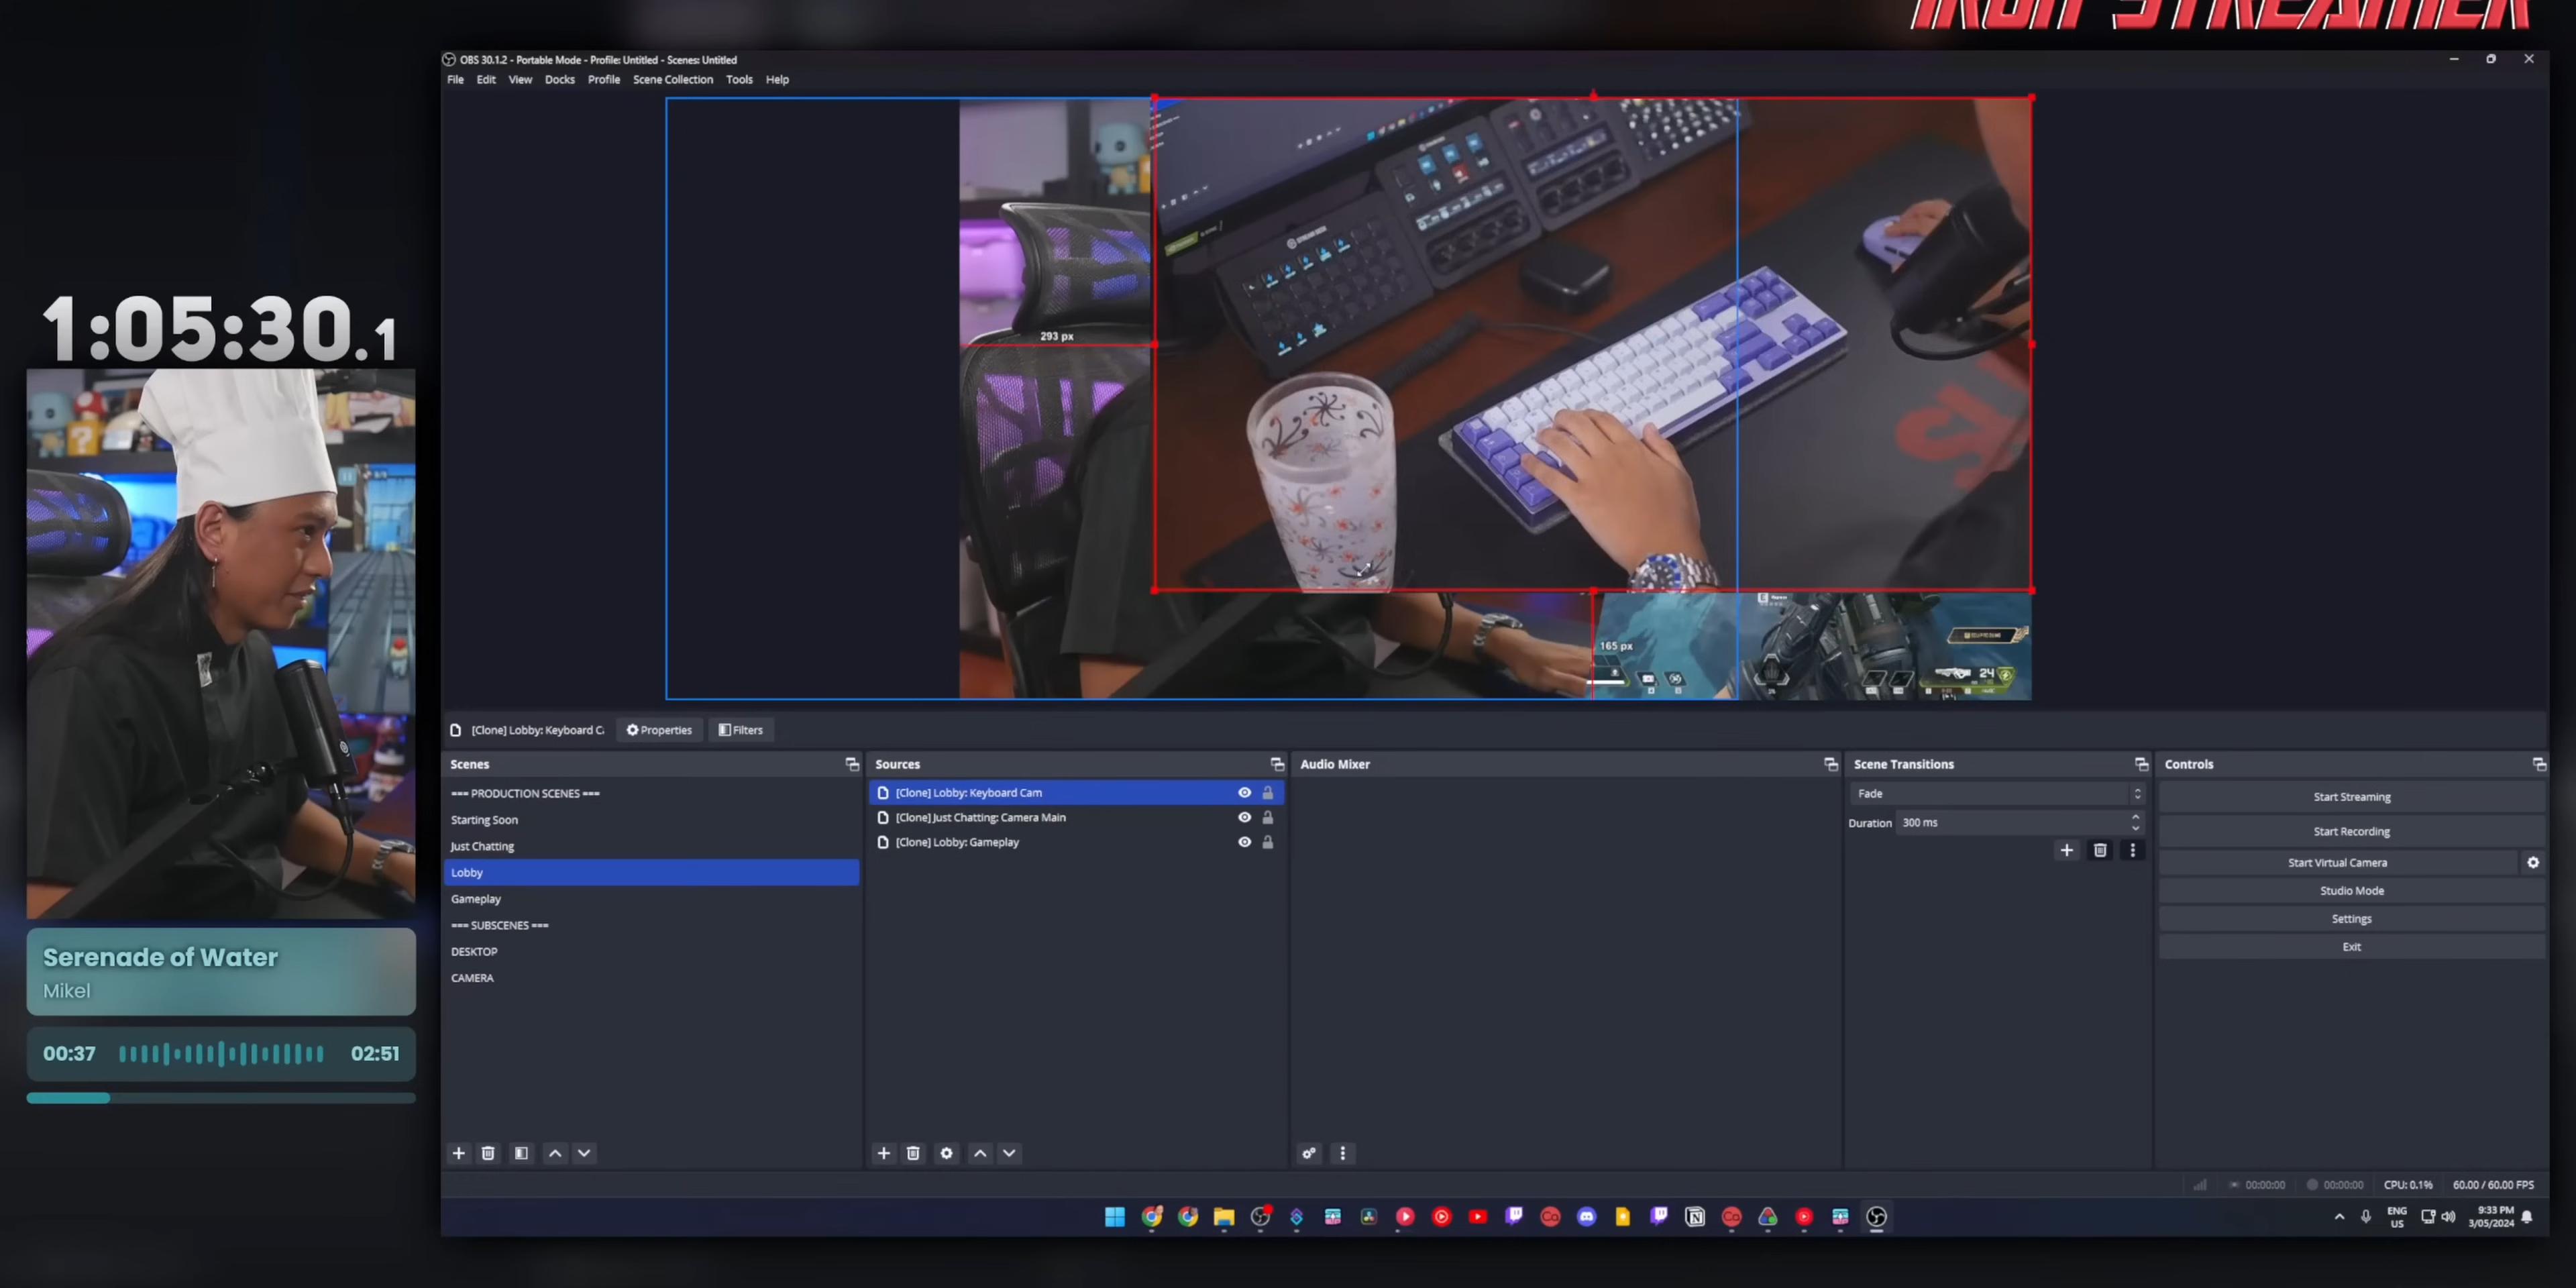 IRON STREAMER
OBS 30.1.2 - Portable Mode - Profile: Untitled - Scenes: Untitled
File Edit View Docks Profile Scene Collection Tools Help
1:05:30.1
293 px
165 px
24
[Clone] Lobby: Keyboard C Properties Filters
Scenes
=== PRODUCTION SCENES ===
Starting Soon
Just Chatting
Lobby
Gameplay
=== SUBSCENES ===
DESKTOP
CAMERA
Sources
[Clone] Lobby: Keyboard Cam
[Clone] Just Chatting: Camera Main
[Clone] Lobby: Gameplay
Audio Mixer
Scene Transitions
Fade
Duration 300 ms
Controls
Start Streaming
Start Recording
Start Virtual Camera
Studio Mode
Settings
Exit
Serenade of Water
Mikel
00:37 02:51
00:00:00 00:00:00 CPU: 0.1% 60.00 / 60.00 FPS
ENG
US
9:33 PM
3/05/2024